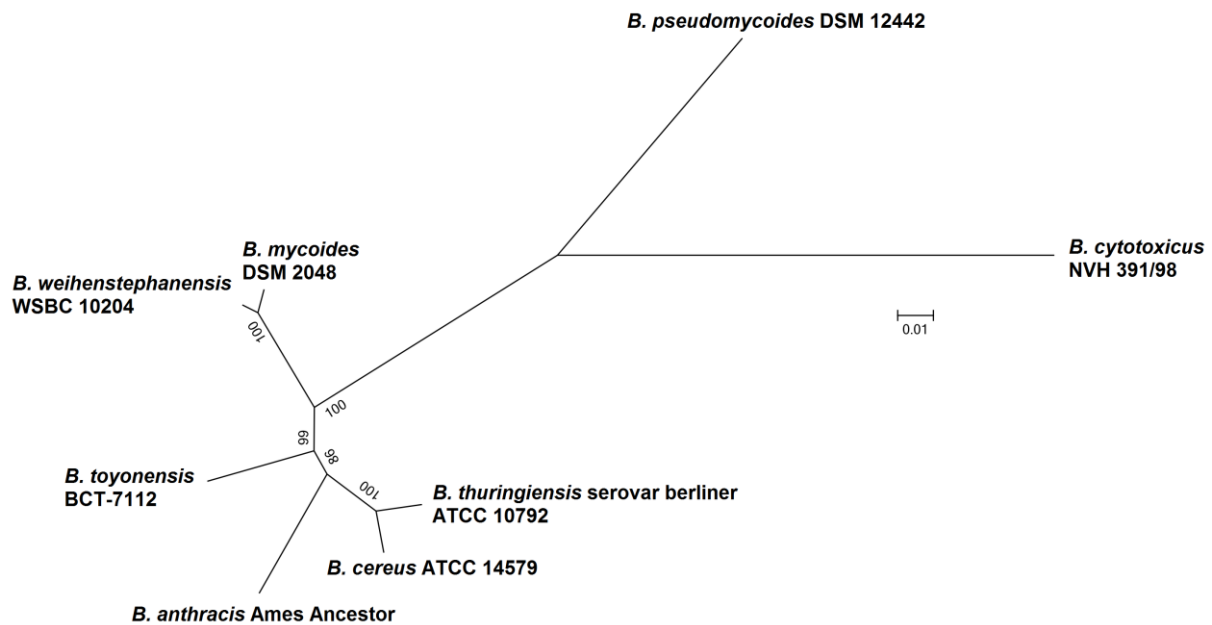 B. pseudomycoides DSM 12442
B. mycoides
DSM 2048
B. weihenstephanensis
WSBC 10204
B. cytotoxicus
NVH 391/98
0.01
100
100
99
98
B. toyonensis
BCT-7112
100
B. thuringiensis serovar berliner
ATCC 10792
B. cereus ATCC 14579
B. anthracis Ames Ancestor